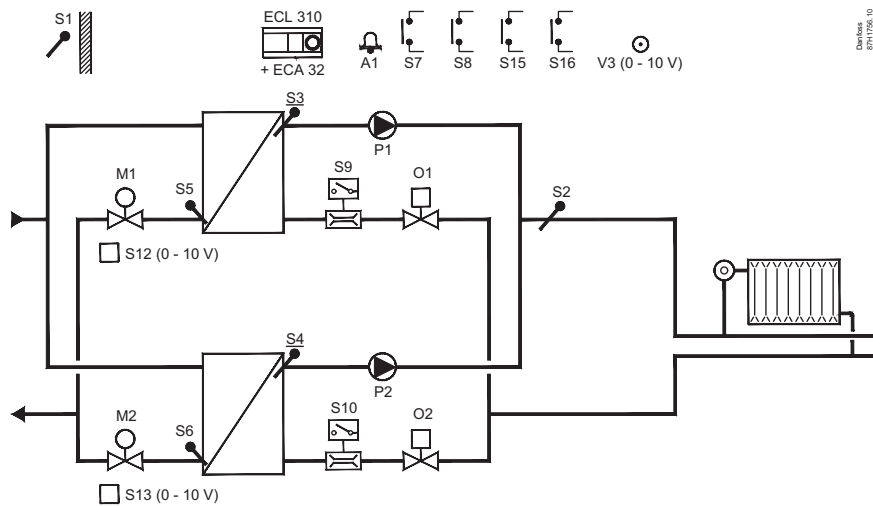 S1
ECL 310
+ ECA 32
A1
S7
S8
S15
S16
V3 (0 - 10 V)
Danfoss
87H1756.10
S3
P1
M1
S5
S9
O1
S2
S12 (0 - 10 V)
S4
P2
M2
S6
S10
O2
S13 (0 - 10 V)